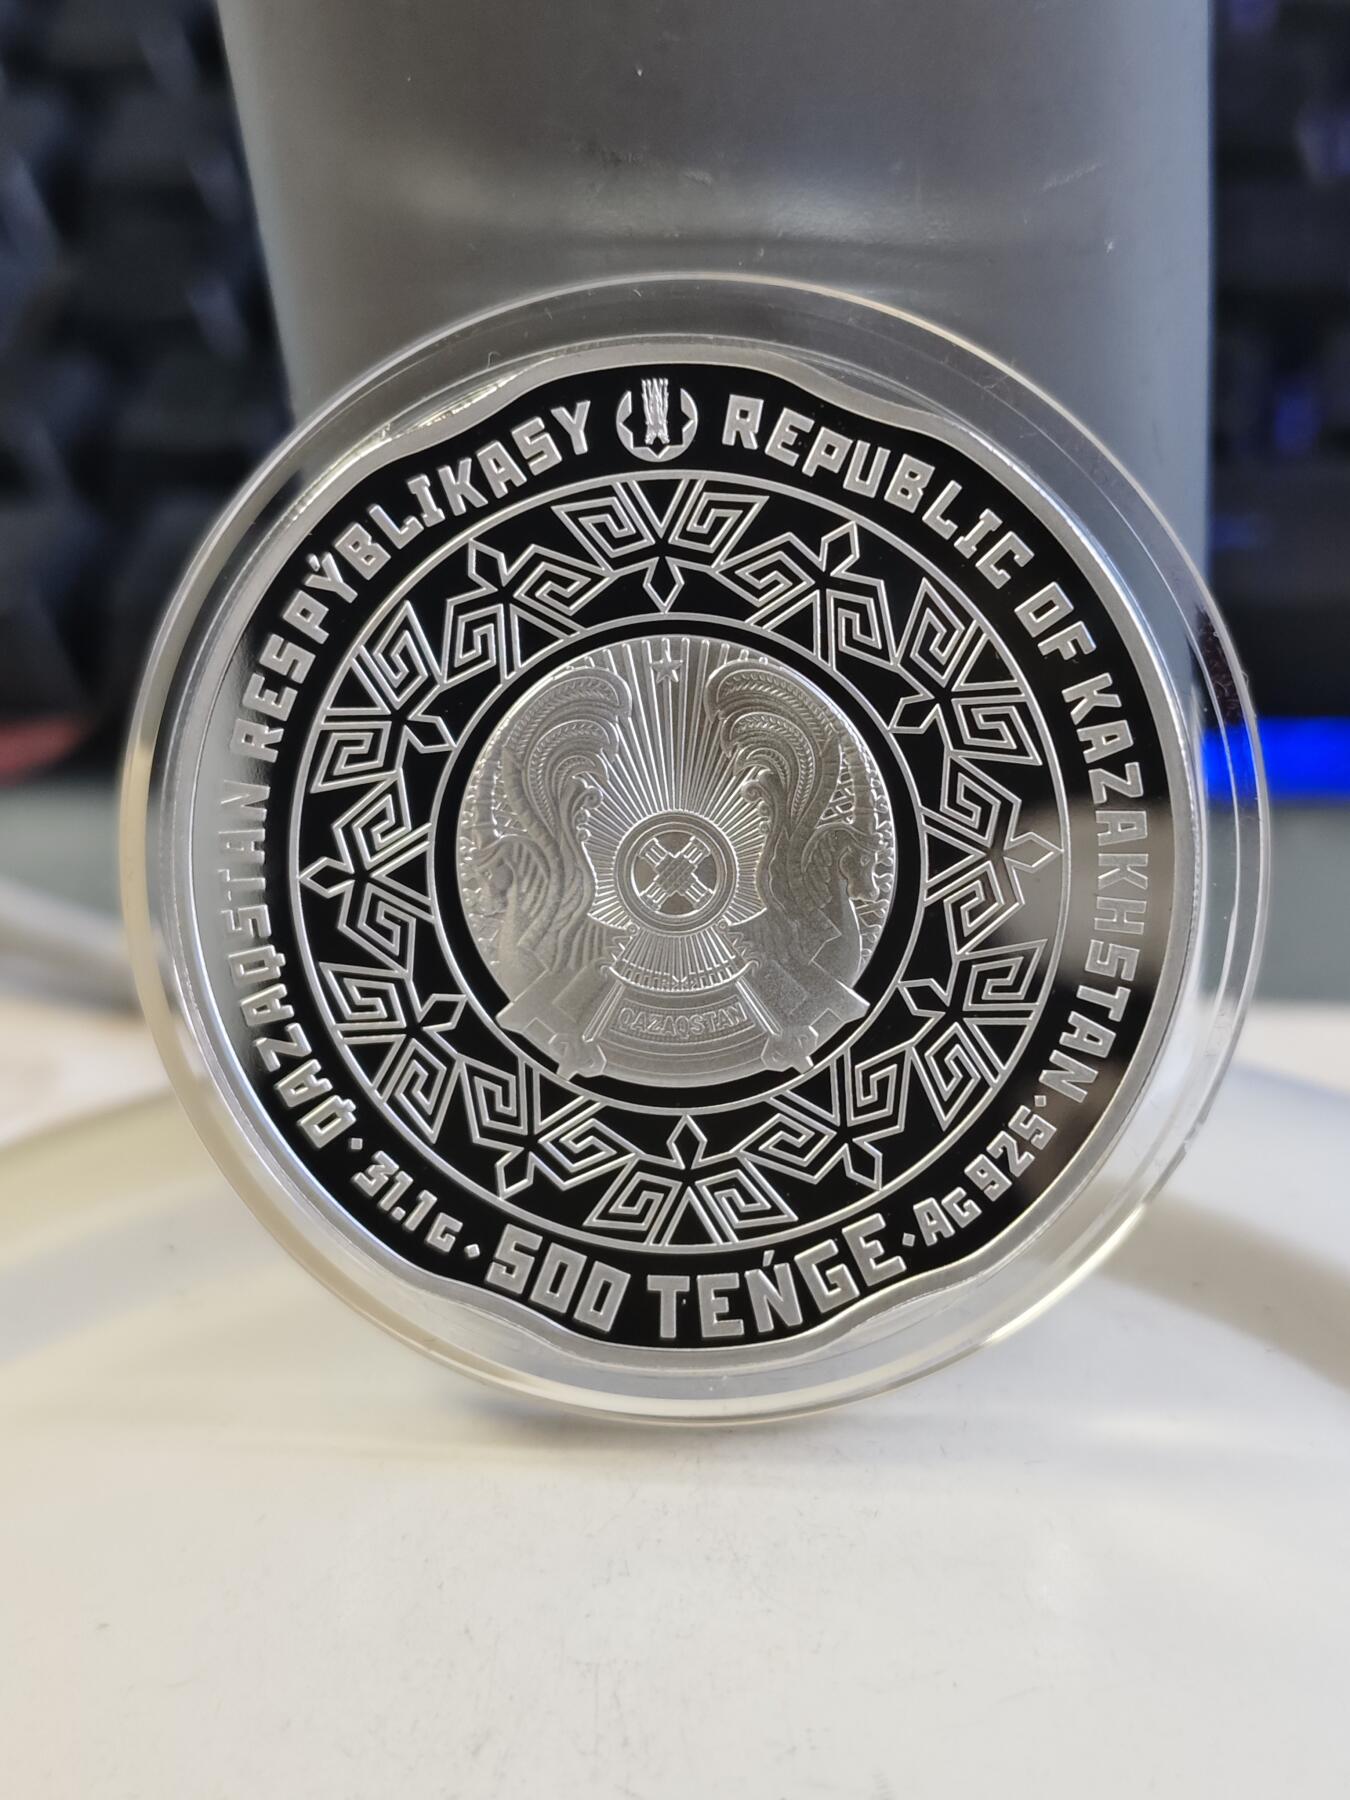 QAZAQSTAN RESPÝBLIKASY
REPUBLIC OF KAZAKHSTAN
QAZAQSTAN
31.1 G · 500 TEŃGE · AG 925